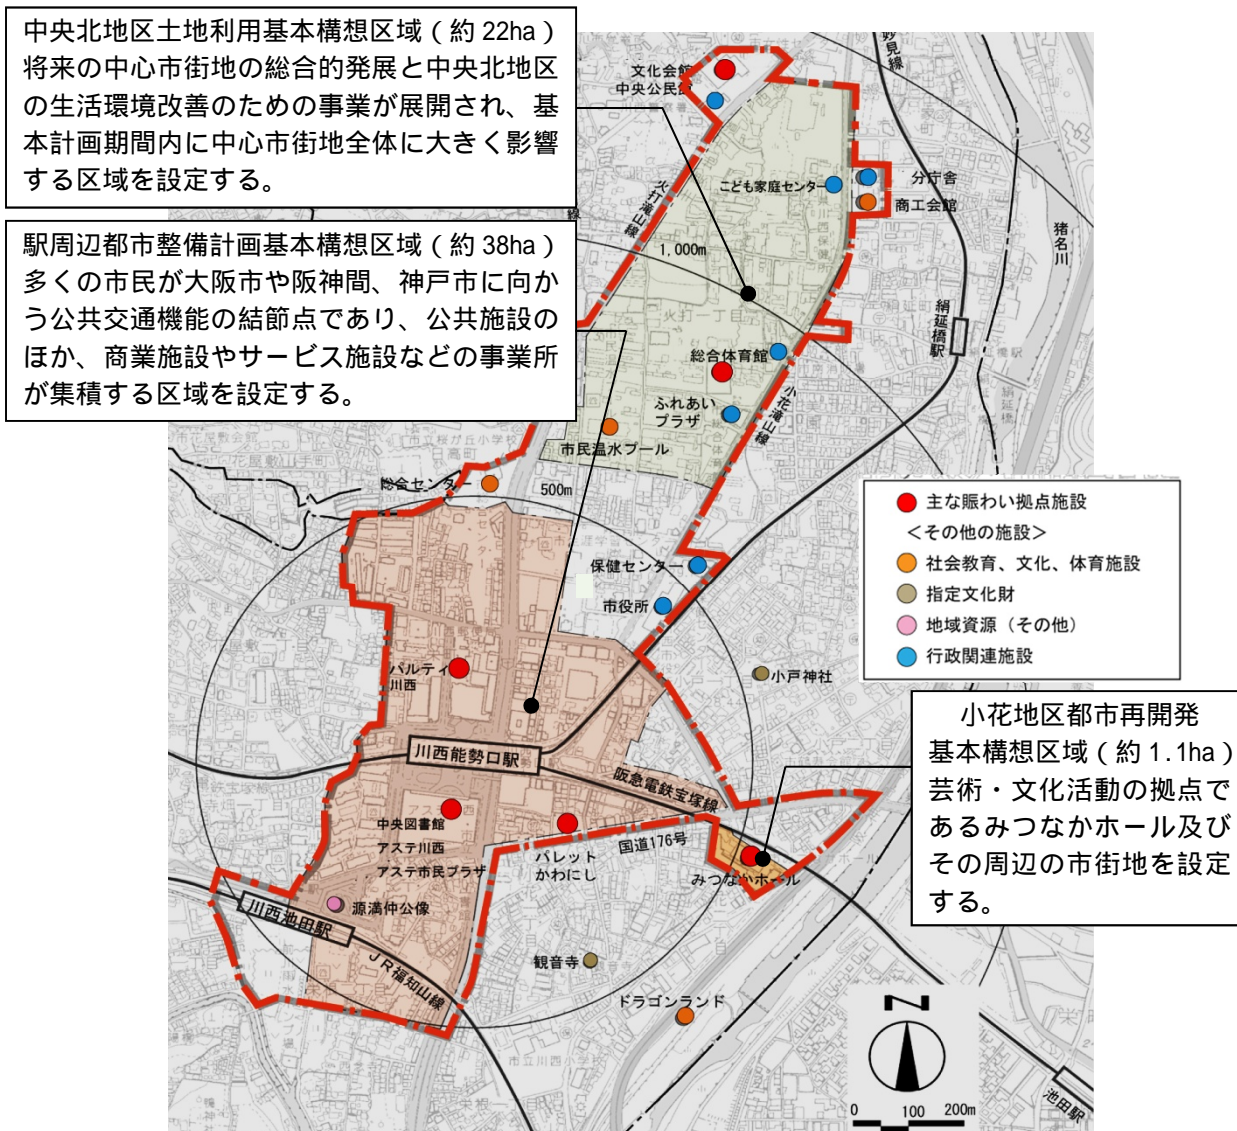 中央北地区土地利用基本構想区域（約22ha）
将来の中心市街地の総合的発展と中央北地区
の生活環境改善のための事業が展開され、基
本計画期間内に中心市街地全体に大きく影響
する区域を設定する。
駅周辺都市整備計画基本構想区域（約38ha）
多くの市民が大阪市や阪神間、神戸市に向か
う公共交通機能の結節点であり、公共施設の
ほか、商業施設やサービス施設などの事業所
が集積する区域を設定する。
妙見線
文化会館
中央公民館
火打滝山線
こども家庭センター
分庁舎
商工会館
猪名川
1,000m
火打一丁目
絹延橋駅
総合体育館
小花滝山線
ふれあい
プラザ
市民温水プール
総合センター
500m
主な賑わい拠点施設
＜その他の施設＞
社会教育、文化、体育施設
指定文化財
地域資源（その他）
行政関連施設
保健センター
市役所
小戸神社
パルティ
川西
川西能勢口駅
阪急電鉄宝塚線
小花地区都市再開発
基本構想区域（約1.1ha）
芸術・文化活動の拠点で
あるみつなかホール及び
その周辺の市街地を設定
する。
中央図書館
アステ川西
アステ市民プラザ
パレット
かわにし
国道176号
みつなかホール
源満仲公像
川西池田駅
JR福知山線
観音寺
ドラゴンランド
市立川西小学校
N
0 100 200m
池田駅